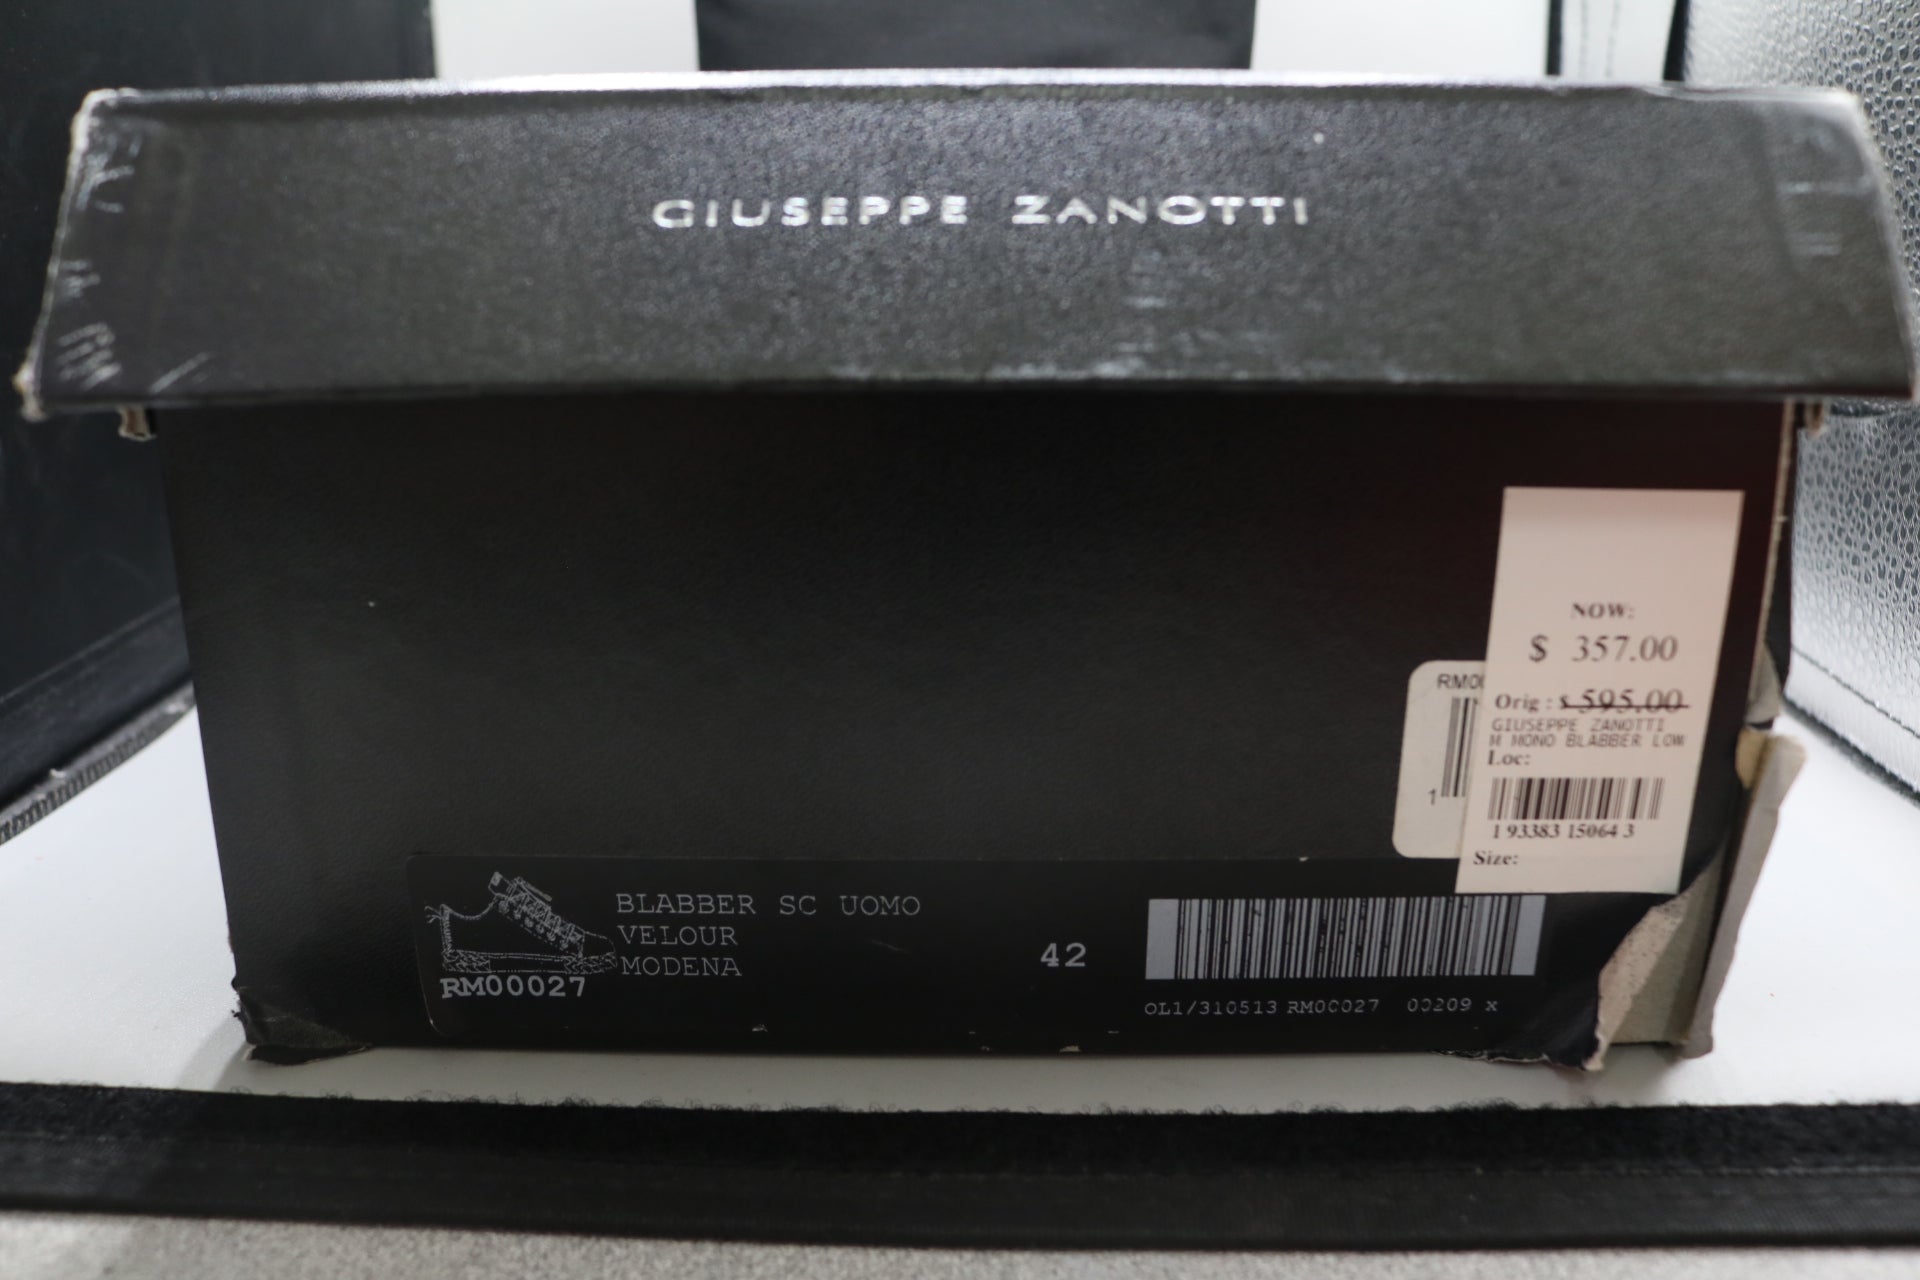 GIUSEPPE ZANOTTI
NOW:
$ 357.00
Orig : $ 595.00
GIUSEPPE ZANOTTI
M MONO BLABBER LOW
Loc:
1 93383 15064 3
Size:
1
BLABBER SC UOMO
VELOUR
MODENA
RM00027
42
OL1/310513 RM00027 00209 x